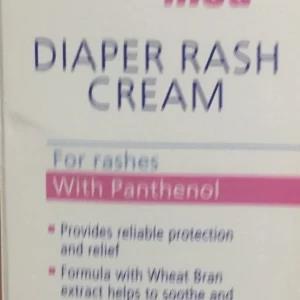 DIAPER RASH
CREAM
For rashes
With Panthenol
Provides reliable protection
and relief
Formula with Wheat Bran
extract helps to soothe and